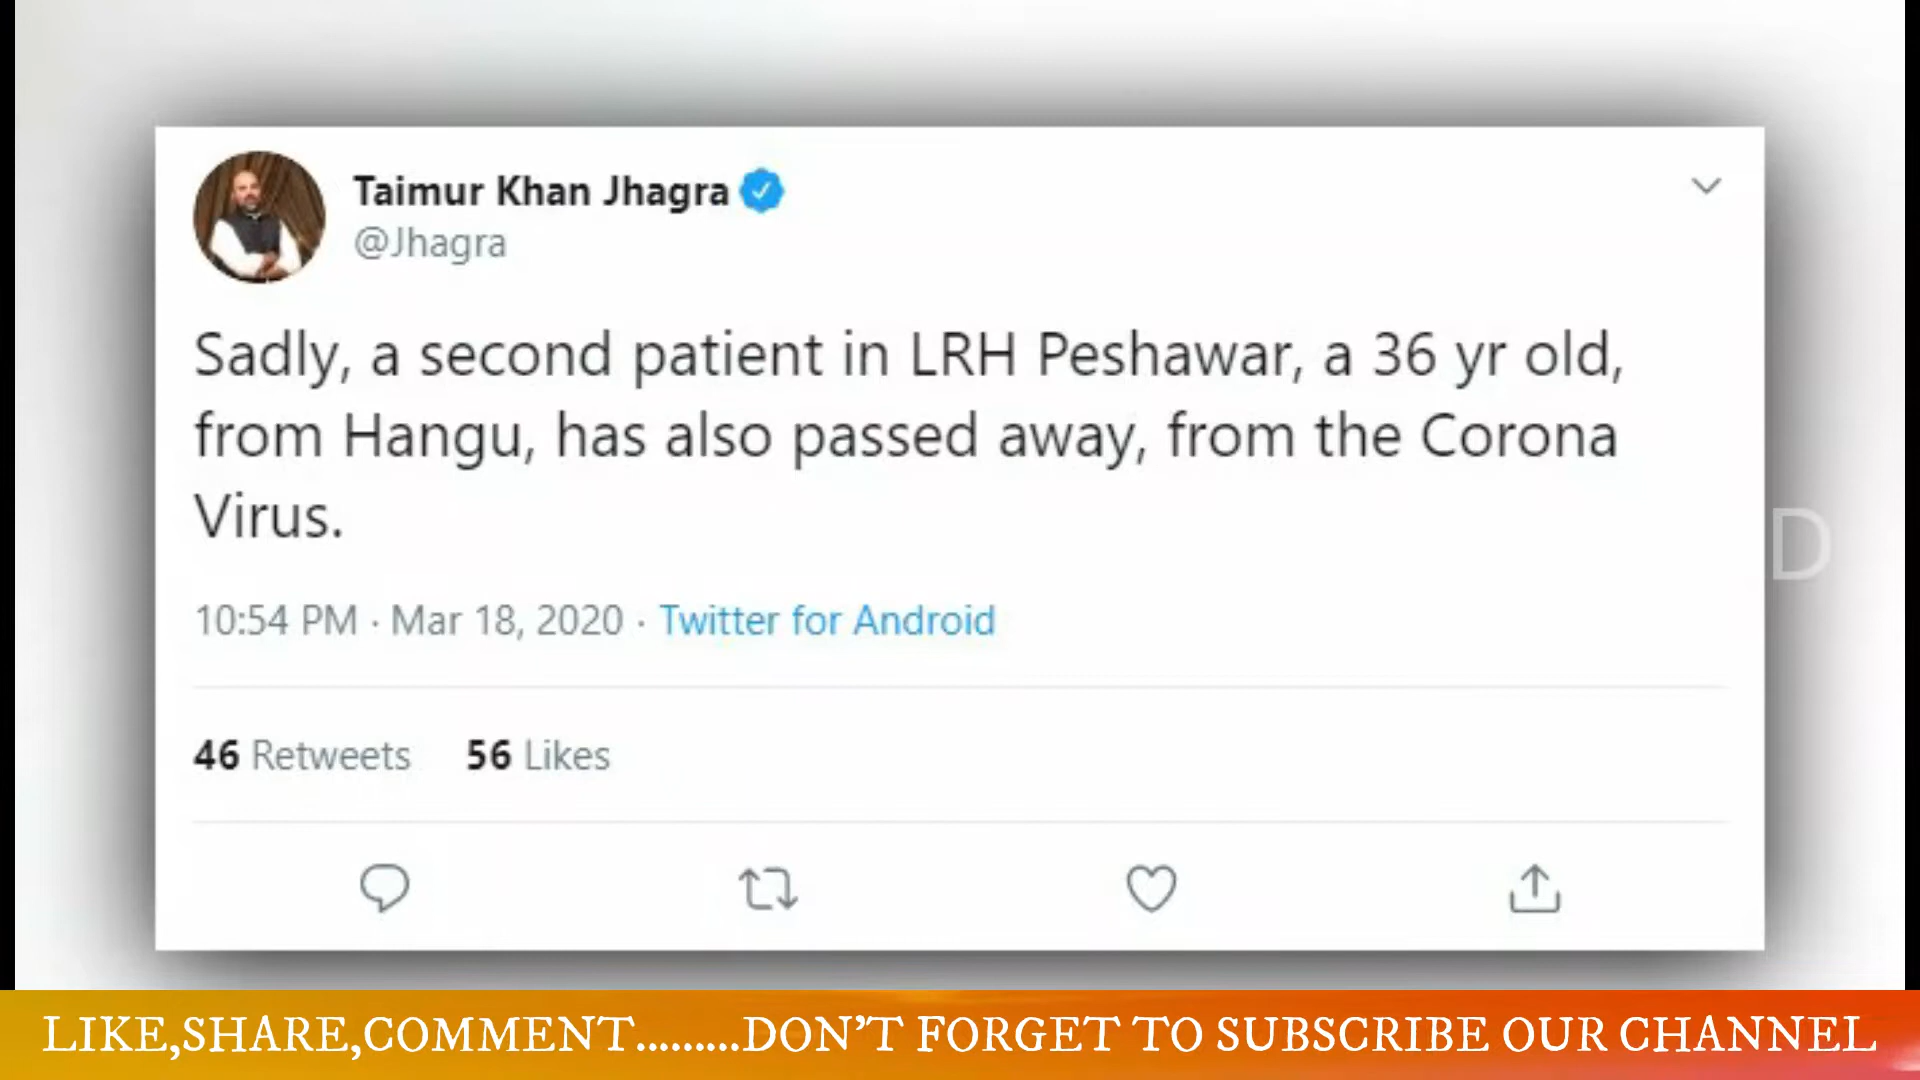 Taimur Khan Jhagra
@Jhagra
Sadly, a second patient in LRH Peshawar, a 36 yr old,
from Hangu, has also passed away, from the Corona
Virus.
10:54 PM · Mar 18, 2020 · Twitter for Android
46 Retweets 56 Likes
D
LIKE,SHARE,COMMENT.........DON'T FORGET TO SUBSCRIBE OUR CHANNEL